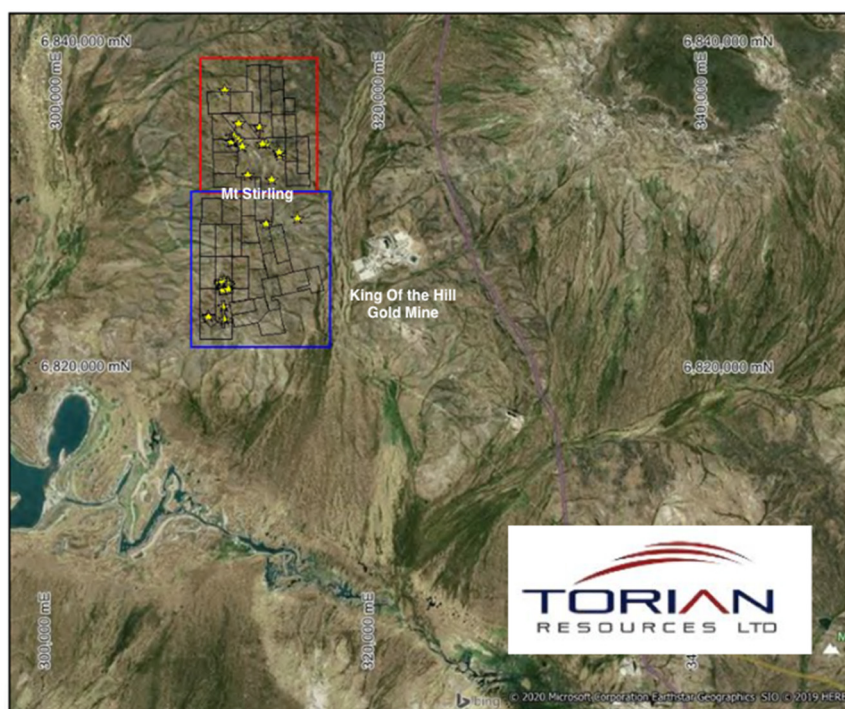 6,840,000 mN
6,840,000 mN
300,000 mE
320,000 mE
340,000 mE
Mt Stirling
King Of the Hill
Gold Mine
6,820,000 mN
6,820,000 mN
300,000 mE
320,000 mE
TORIAN
RESOURCES LTD
bing
© 2020 Microsoft Corporation Earthstar Geographics SIO © 2019 HERE